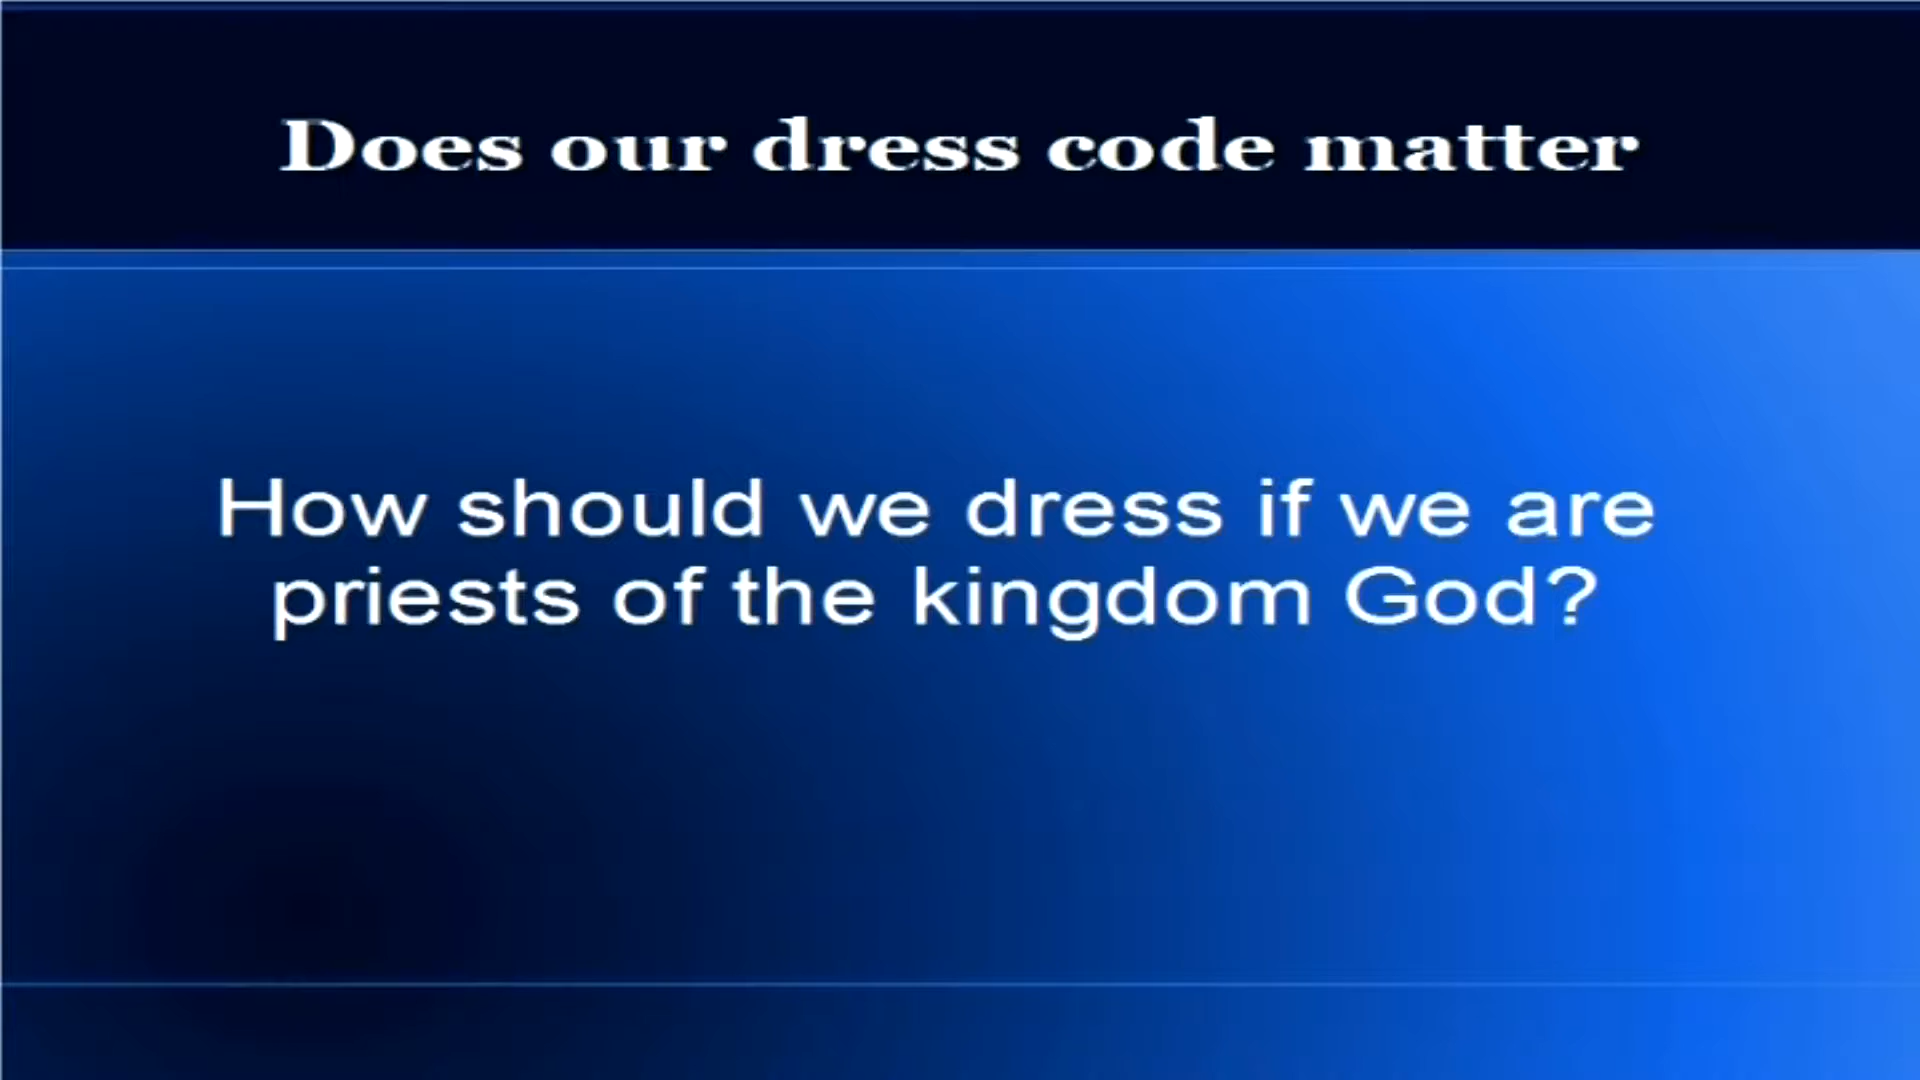 Does our dress code matter
How should we dress if we are
priests of the kingdom God?